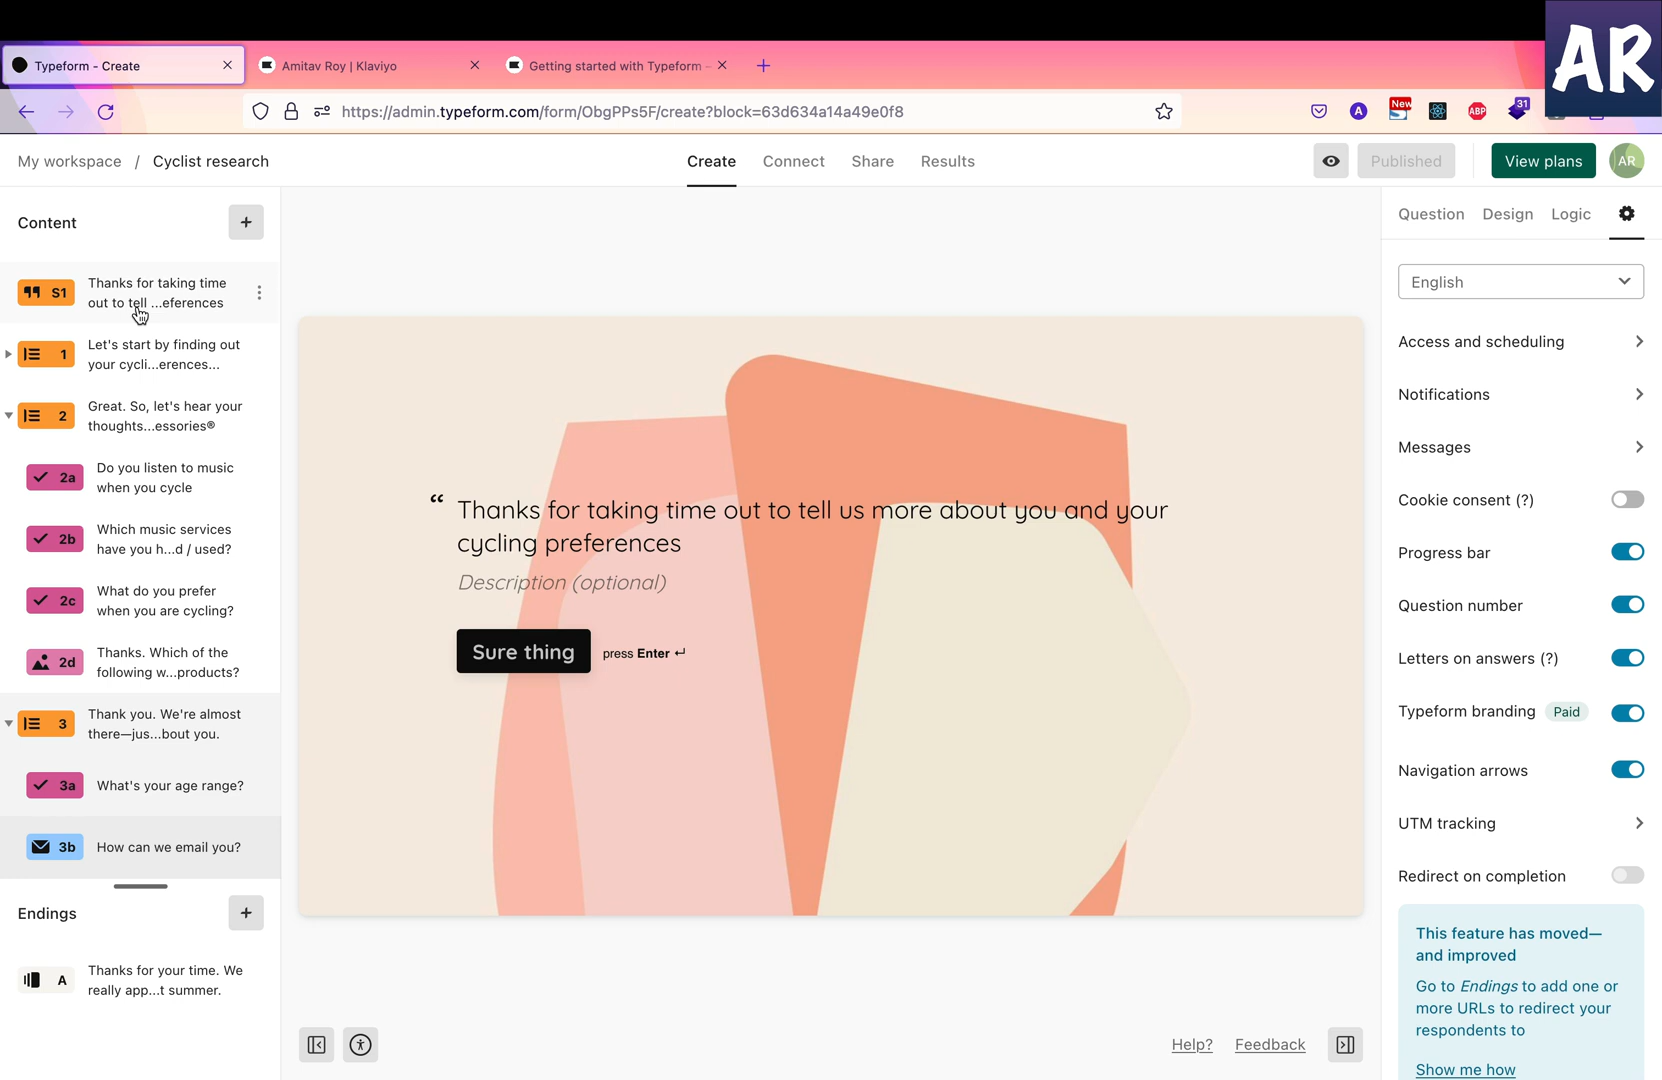 AR
Typeform - Create
Amitav Roy | Klaviyo
Getting started with Typeform -
https://admin.typeform.com/form/ObgPPs5F/create?block=63d634a14a49e0f8
A
New
ABP
31
My workspace / Cyclist research
Create
Connect
Share
Results
Published
View plans
AR
Content
+
S1
Thanks for taking time
out to tell ...eferences
1
Let's start by finding out
your cycli...erences...
2
Great. So, let's hear your
thoughts...essories®
2a
Do you listen to music
when you cycle
2b
Which music services
have you h...d / used?
2c
What do you prefer
when you are cycling?
2d
Thanks. Which of the
following w...products?
3
Thank you. We're almost
there—jus...bout you.
3a
What's your age range?
3b
How can we email you?
Endings
+
A
Thanks for your time. We
really app...t summer.
“ Thanks for taking time out to tell us more about you and your
cycling preferences
Description (optional)
Sure thing
press Enter ↵
Help?
Feedback
Question
Design
Logic
English
Access and scheduling
Notifications
Messages
Cookie consent (?)
Progress bar
Question number
Letters on answers (?)
Typeform branding Paid
Navigation arrows
UTM tracking
Redirect on completion
This feature has moved—
and improved
Go to Endings to add one or
more URLs to redirect your
respondents to
Show me how